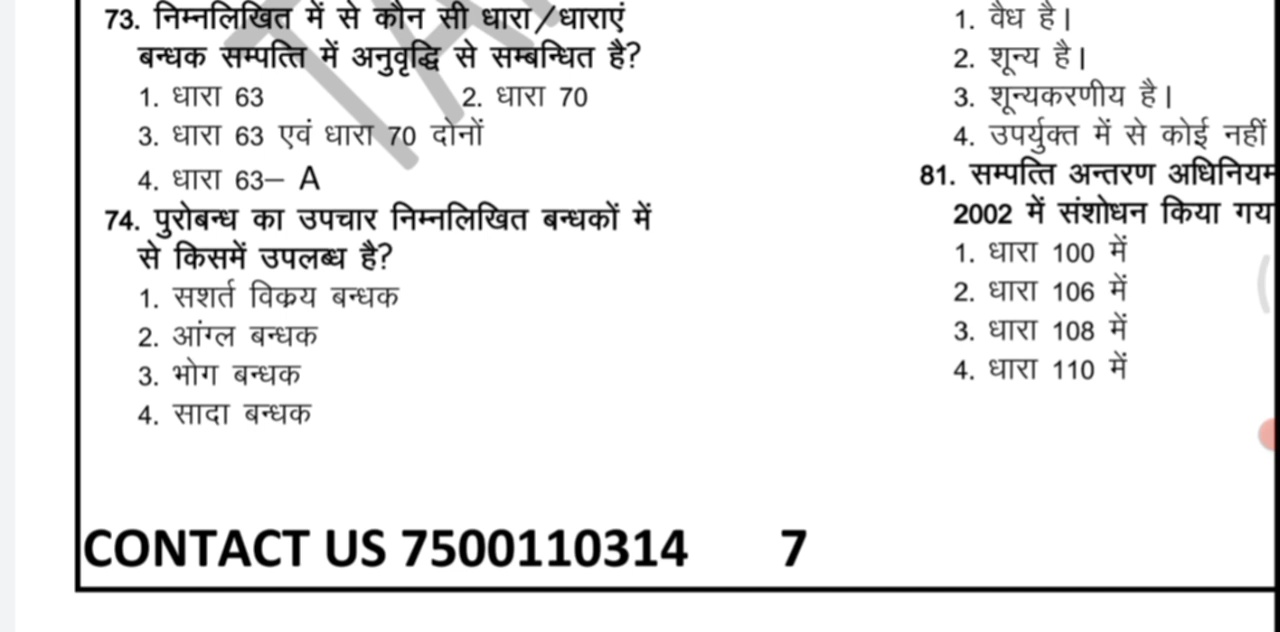 73. निम्नलिखित में से कौन सी धारा/धाराएं
बन्धक सम्पत्ति में अनुवृद्धि से सम्बन्धित है?
1. धारा 63 2. धारा 70
3. धारा 63 एवं धारा 70 दोनों
4. धारा 63– A
74. पुरोबन्ध का उपचार निम्नलिखित बन्धकों में
से किसमें उपलब्ध है?
1. सशर्त विक्रय बन्धक
2. आंग्ल बन्धक
3. भोग बन्धक
4. सादा बन्धक
1. वैध है।
2. शून्य है।
3. शून्यकरणीय है।
4. उपर्युक्त में से कोई नहीं
81. सम्पत्ति अन्तरण अधिनियम
2002 में संशोधन किया गया
1. धारा 100 में
2. धारा 106 में
3. धारा 108 में
4. धारा 110 में
CONTACT US 7500110314 7